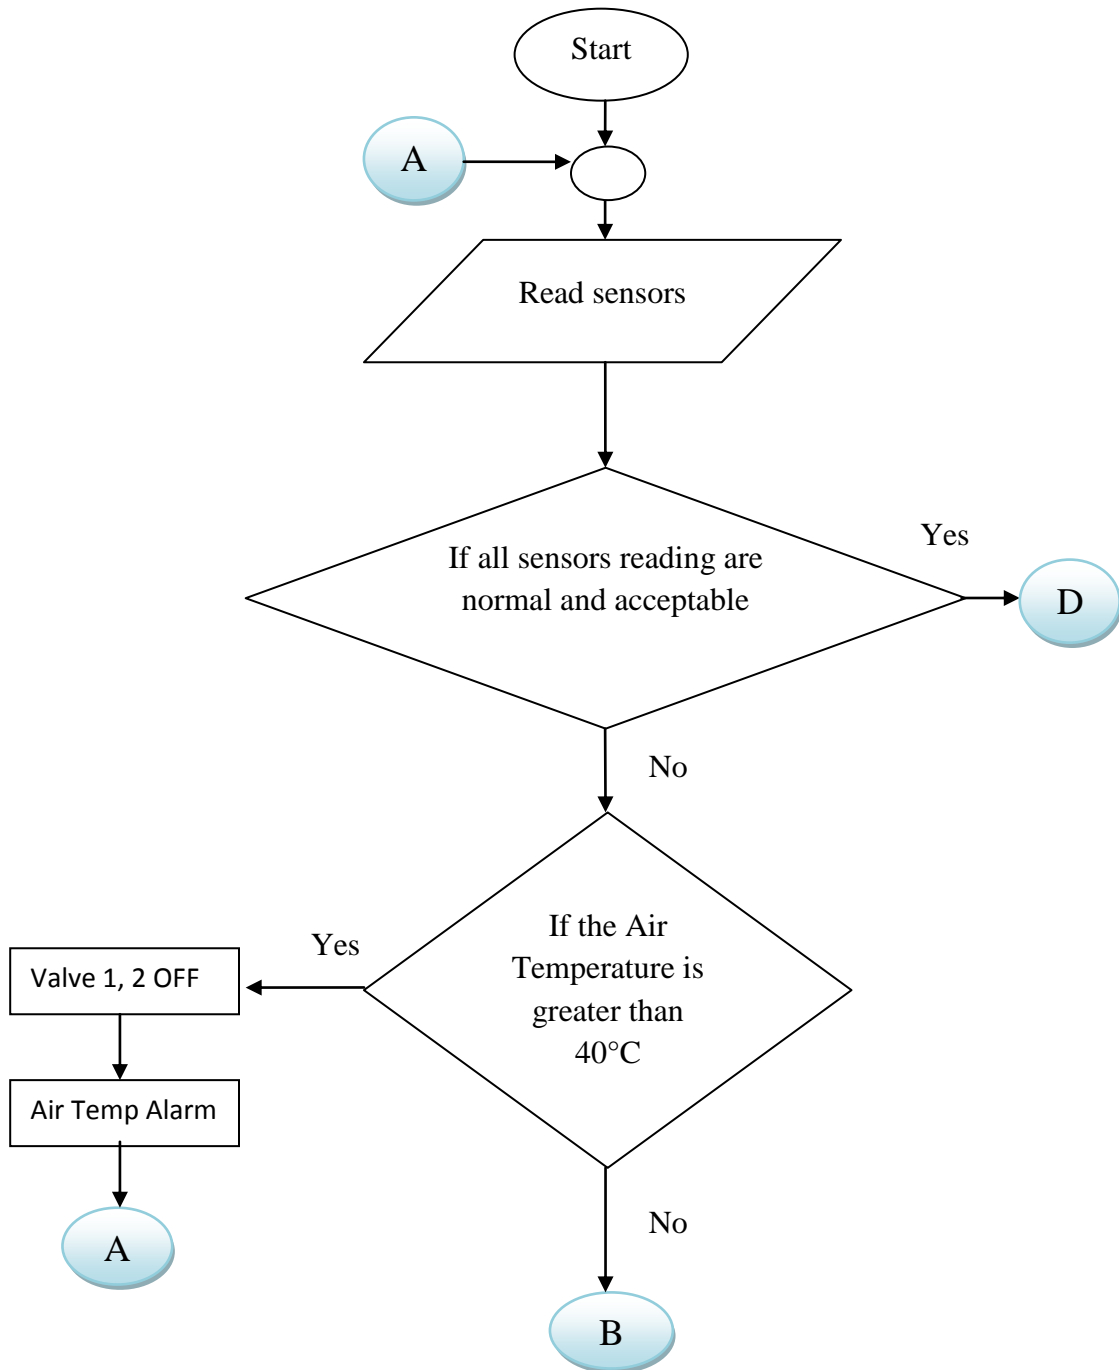 Start
A
Read sensors
If all sensors reading are
normal and acceptable
Yes
D
No
If the Air
Temperature is
greater than
40°C
Yes
Valve 1, 2 OFF
Air Temp Alarm
A
No
B